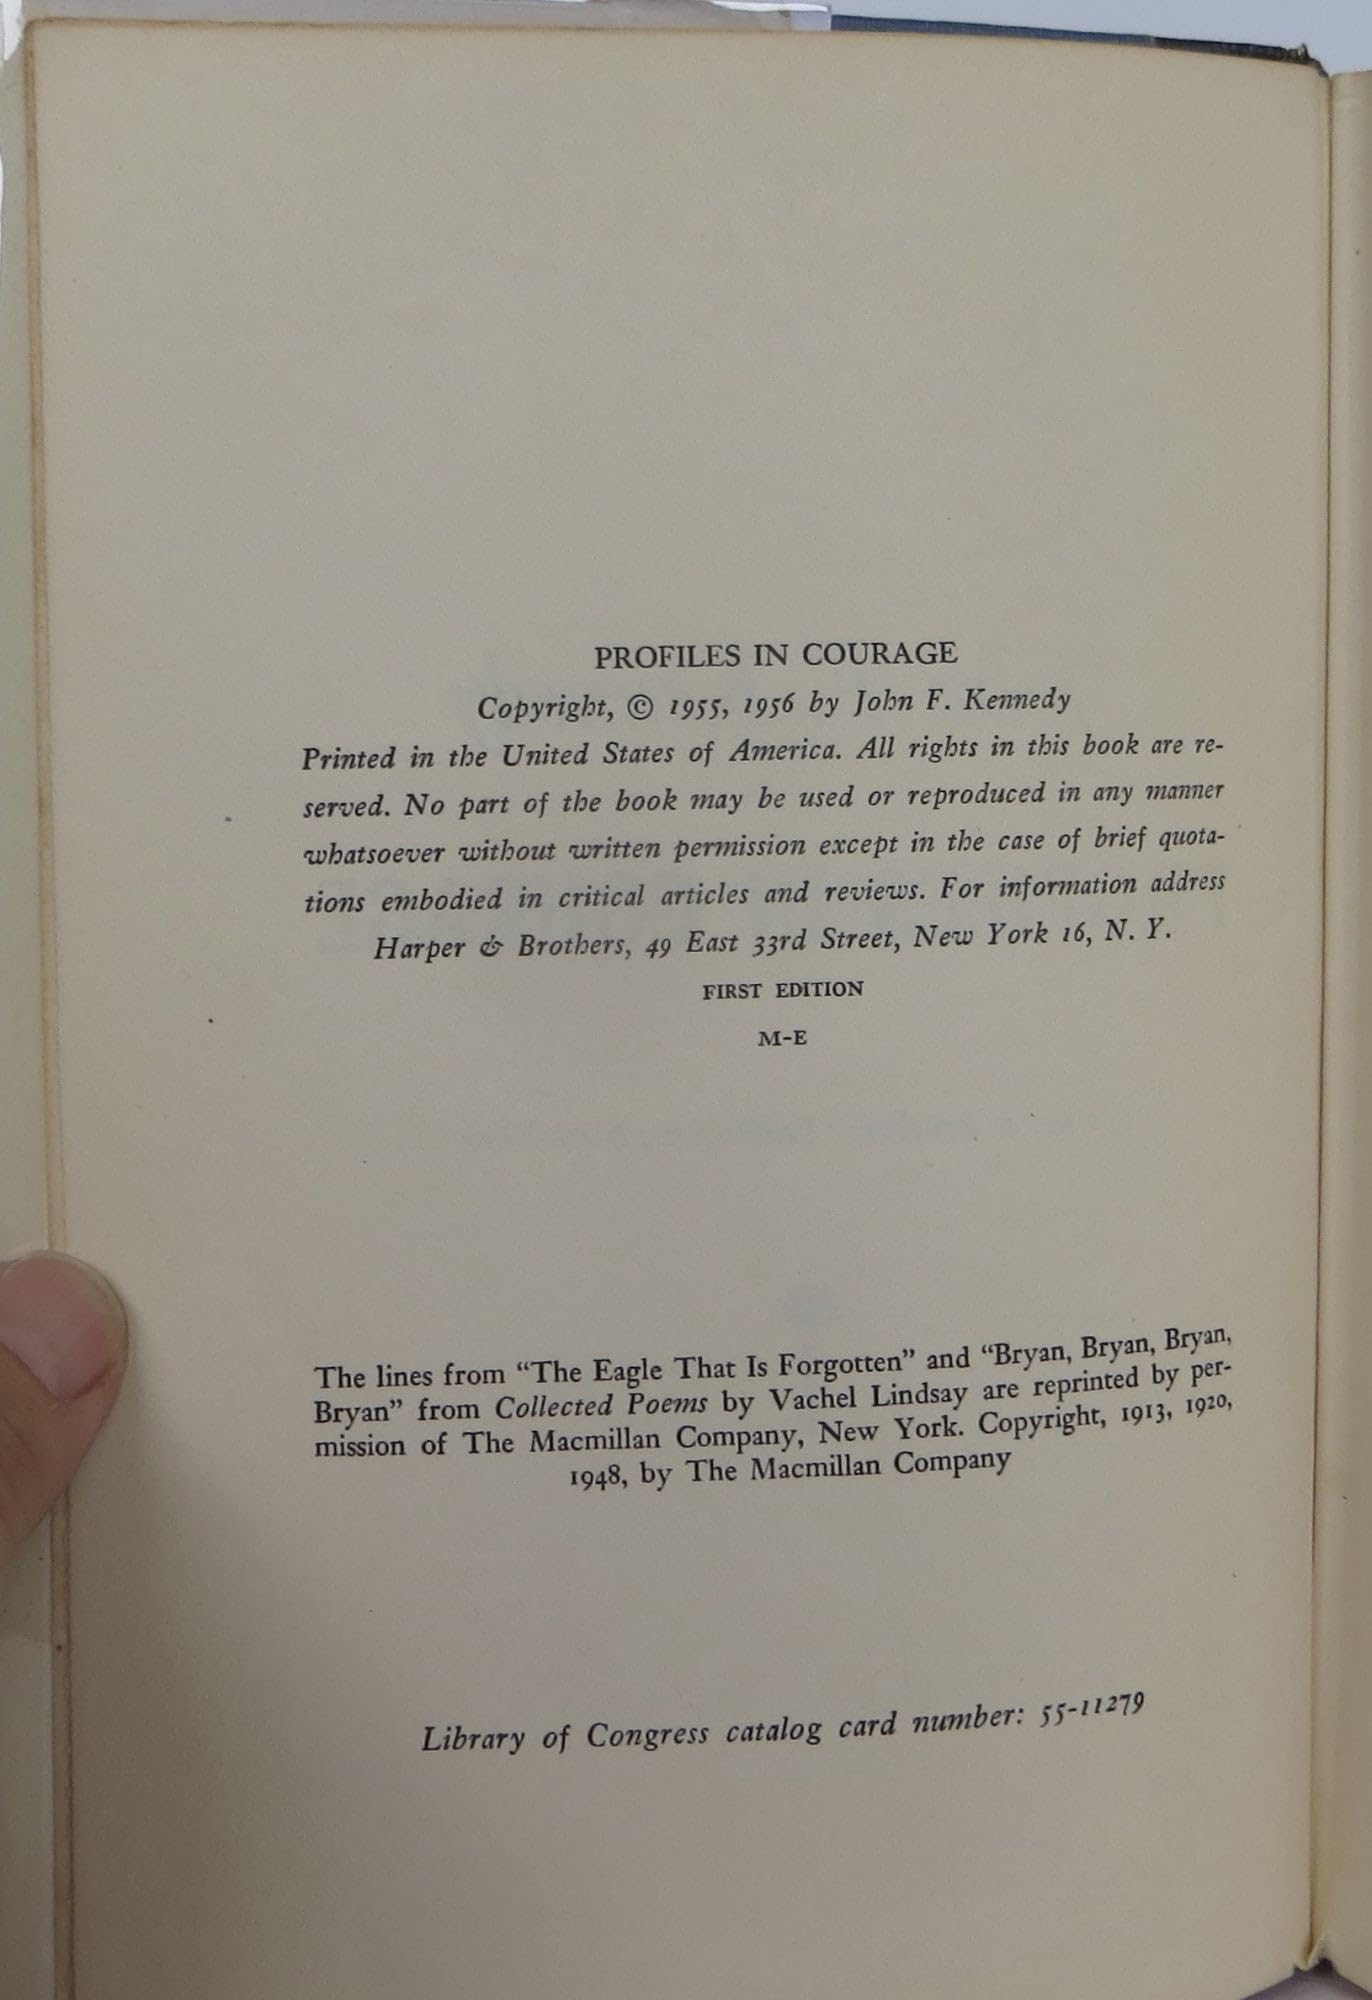 PROFILES IN COURAGE
Copyright, © 1955, 1956 by John F. Kennedy
Printed in the United States of America. All rights in this book are re-
served. No part of the book may be used or reproduced in any manner
whatsoever without written permission except in the case of brief quota-
tions embodied in critical articles and reviews. For information address
Harper & Brothers, 49 East 33rd Street, New York 16, N. Y.
FIRST EDITION
M-E
The lines from “The Eagle That Is Forgotten” and “Bryan, Bryan, Bryan,
Bryan” from Collected Poems by Vachel Lindsay are reprinted by per-
mission of The Macmillan Company, New York. Copyright, 1913, 1920,
1948, by The Macmillan Company
Library of Congress catalog card number: 55-11279